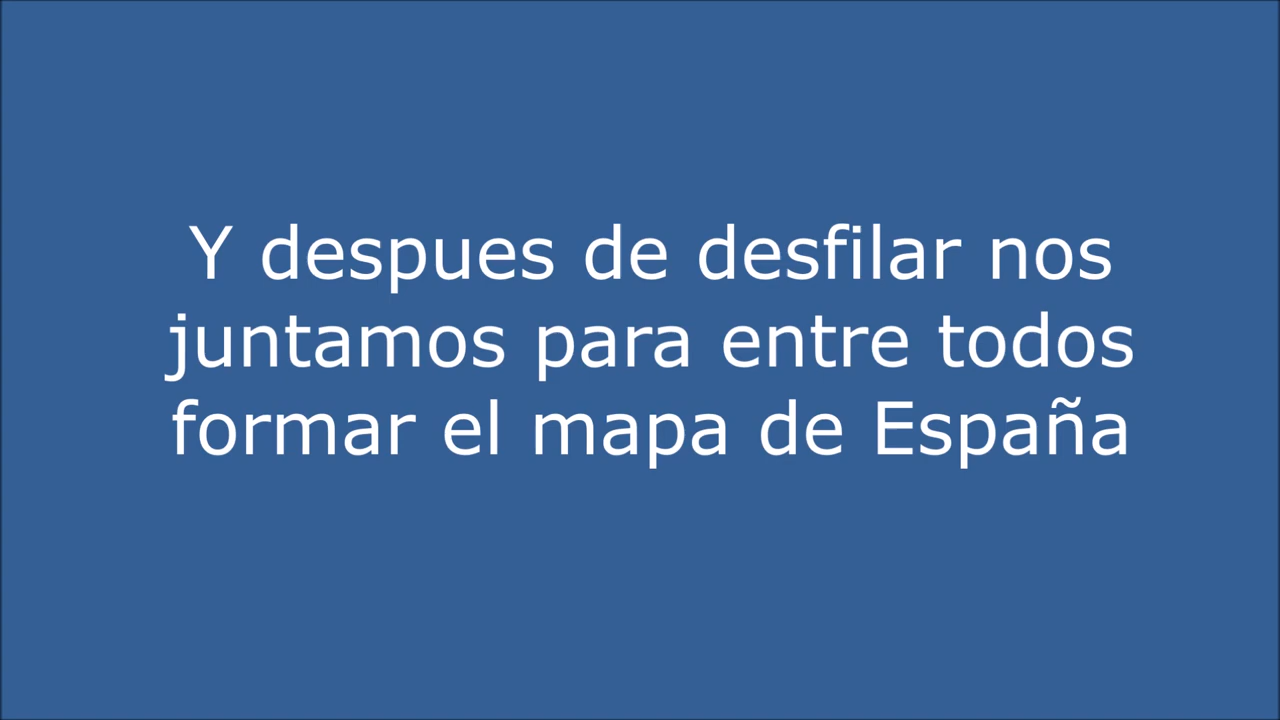 Y despues de desfilar nos
juntamos para entre todos
formar el mapa de España